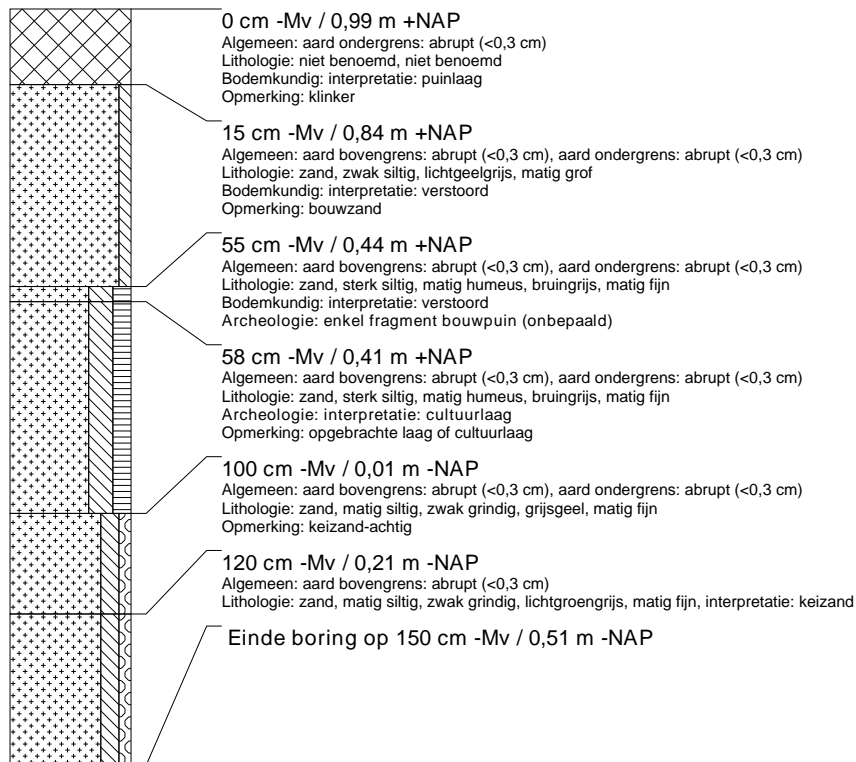 0 cm -Mv / 0,99 m +NAP
Algemeen: aard ondergrens: abrupt (<0,3 cm)
Lithologie: niet benoemd, niet benoemd
Bodemkundig: interpretatie: puinlaag
Opmerking: klinker
15 cm -Mv / 0,84 m +NAP
Algemeen: aard bovengrens: abrupt (<0,3 cm), aard ondergrens: abrupt (<0,3 cm)
Lithologie: zand, zwak siltig, lichtgeelgrijs, matig grof
Bodemkundig: interpretatie: verstoord
Opmerking: bouwzand
55 cm -Mv / 0,44 m +NAP
Algemeen: aard bovengrens: abrupt (<0,3 cm), aard ondergrens: abrupt (<0,3 cm)
Lithologie: zand, sterk siltig, matig humeus, bruingrijs, matig fijn
Bodemkundig: interpretatie: verstoord
Archeologie: enkel fragment bouwpuin (onbepaald)
58 cm -Mv / 0,41 m +NAP
Algemeen: aard bovengrens: abrupt (<0,3 cm), aard ondergrens: abrupt (<0,3 cm)
Lithologie: zand, sterk siltig, matig humeus, bruingrijs, matig fijn
Archeologie: interpretatie: cultuurlaag
Opmerking: opgebrachte laag of cultuurlaag
100 cm -Mv / 0,01 m -NAP
Algemeen: aard bovengrens: abrupt (<0,3 cm), aard ondergrens: abrupt (<0,3 cm)
Lithologie: zand, matig siltig, zwak grindig, grijsgeel, matig fijn
Opmerking: keizand-achtig
120 cm -Mv / 0,21 m -NAP
Algemeen: aard bovengrens: abrupt (<0,3 cm)
Lithologie: zand, matig siltig, zwak grindig, lichtgroengrijs, matig fijn, interpretatie: keizand
Einde boring op 150 cm -Mv / 0,51 m -NAP